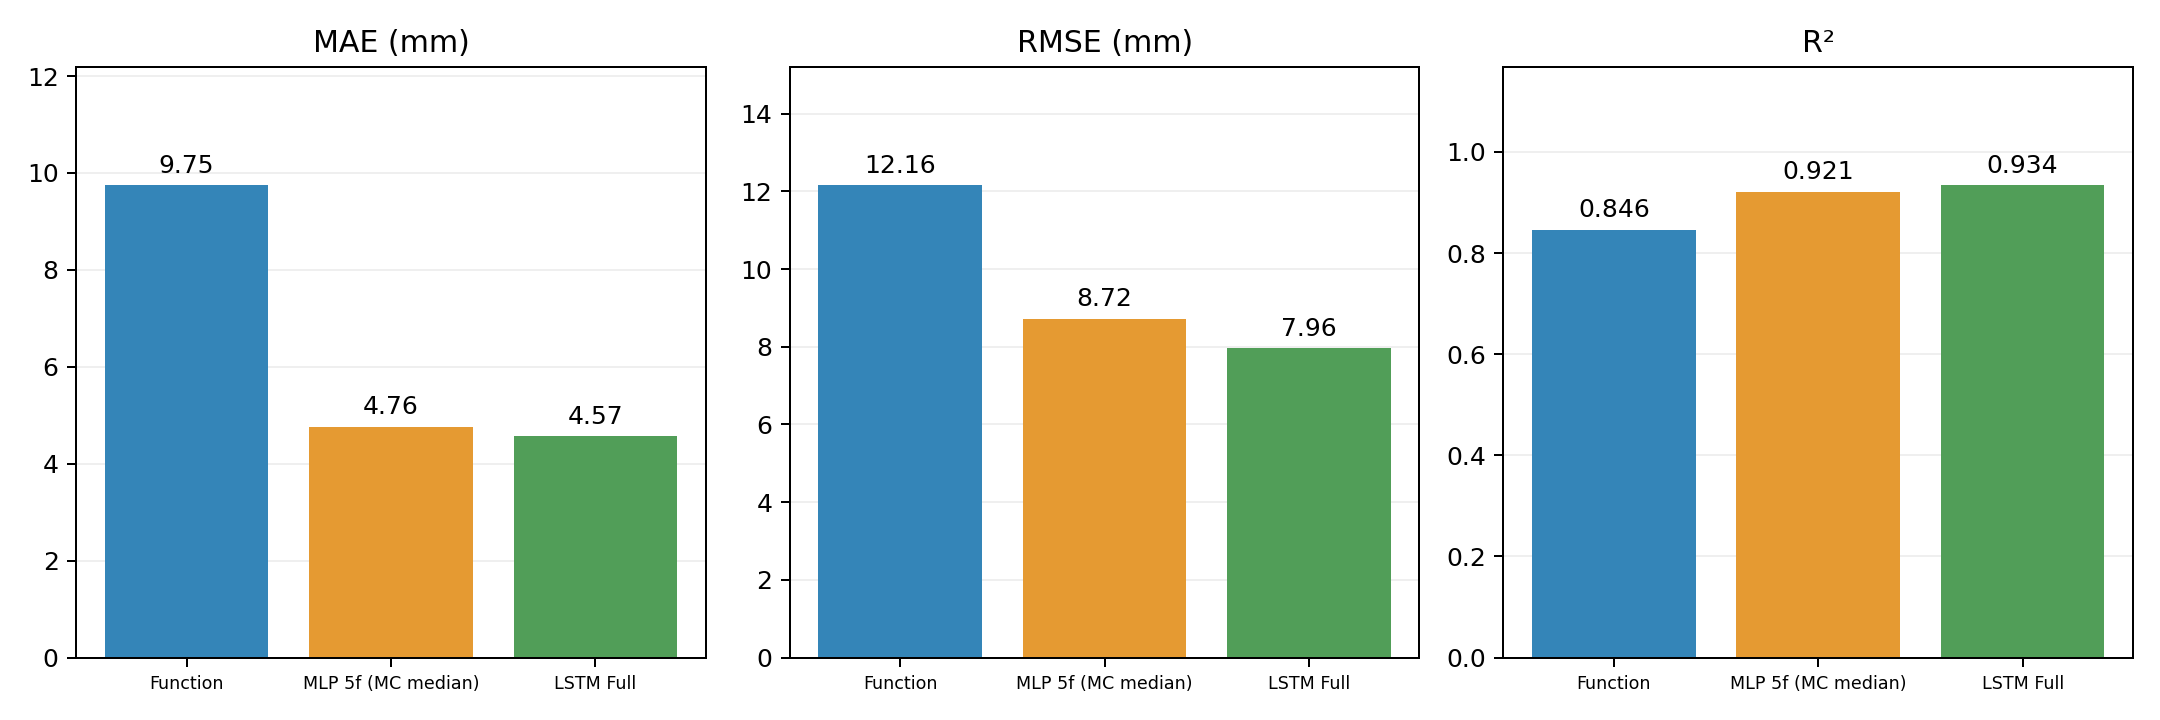 MAE (mm)
12
10
8
6
4
2
0
9.75
4.76
4.57
Function
MLP 5f (MC median)
LSTM Full
RMSE (mm)
14
12
10
8
6
4
2
0
12.16
8.72
7.96
Function
MLP 5f (MC median)
LSTM Full
R²
1.0
0.8
0.6
0.4
0.2
0.0
0.846
0.921
0.934
Function
MLP 5f (MC median)
LSTM Full